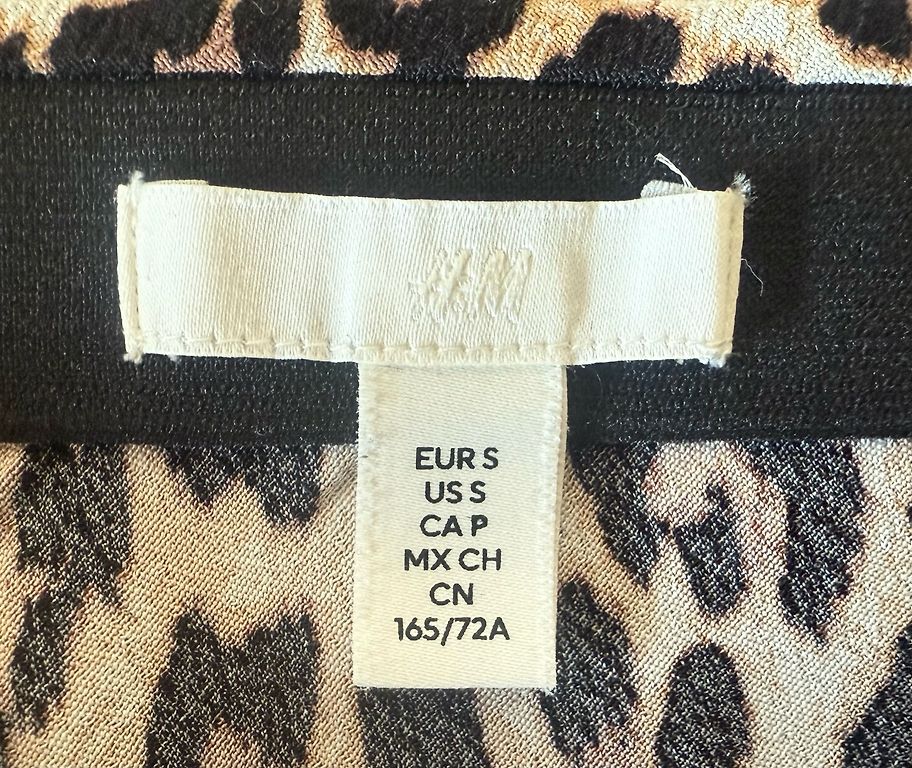 H&M
EUR S
US S
CA P
MX CH
CN
165/72A